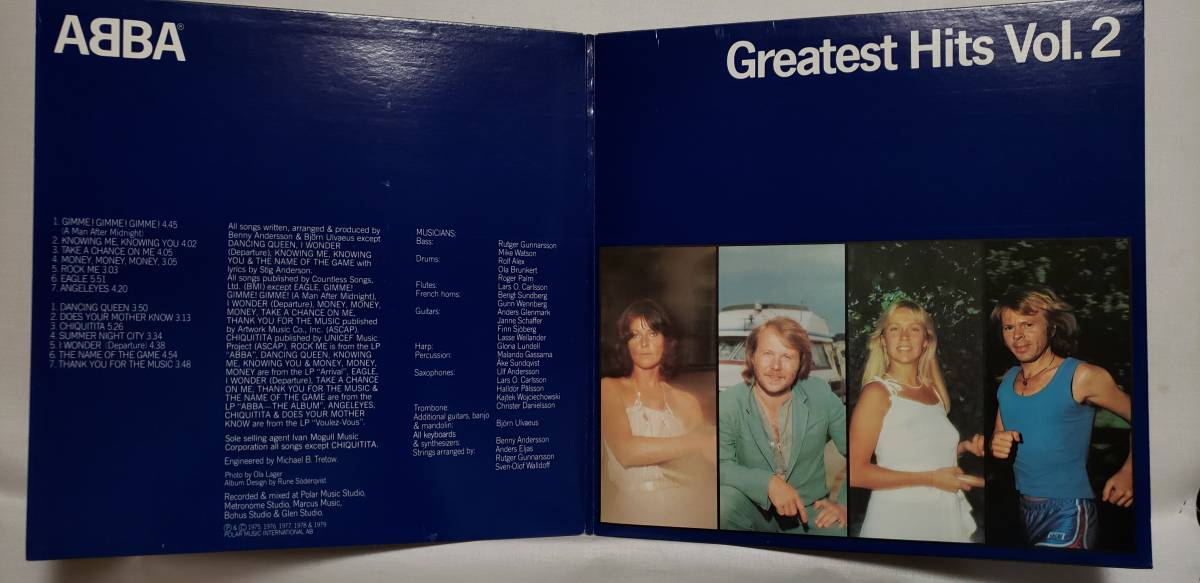 ABBA®
Greatest Hits Vol. 2
1. GIMME! GIMME! GIMME! 4.45
(A Man After Midnight)
2. KNOWING ME, KNOWING YOU 4.02
3. TAKE A CHANCE ON ME 4.05
4. MONEY, MONEY, MONEY, 3.05
5. ROCK ME 3.03
6. EAGLE 5.51
7. ANGELEYES 4.20
1. DANCING QUEEN 3.50
2. DOES YOUR MOTHER KNOW 3.13
3. CHIQUITITA 5.26
4. SUMMER NIGHT CITY 3.34
5. I WONDER (Departure) 4.38
6. THE NAME OF THE GAME 4.54
7. THANK YOU FOR THE MUSIC 3.48
All songs written, arranged & produced by
Benny Andersson & Björn Ulvaeus except
DANCING QUEEN, I WONDER
(Departure), KNOWING ME, KNOWING
YOU & THE NAME OF THE GAME with
lyrics by Stig Anderson.
All songs published by Countless Songs,
Ltd. (BMI) except EAGLE, GIMME!
GIMME! GIMME! (A Man After Midnight),
I WONDER (Departure), MONEY, MONEY,
MONEY, TAKE A CHANCE ON ME,
THANK YOU FOR THE MUSIC published
by Artwork Music Co., Inc. (ASCAP).
CHIQUITITA published by UNICEF Music
Project (ASCAP). ROCK ME is from the LP
"ABBA", DANCING QUEEN, KNOWING
ME, KNOWING YOU & MONEY, MONEY,
MONEY are from the LP "Arrival", EAGLE,
I WONDER (Departure), TAKE A CHANCE
ON ME, THANK YOU FOR THE MUSIC &
THE NAME OF THE GAME are from the
LP "ABBA—THE ALBUM", ANGELEYES,
CHIQUITITA & DOES YOUR MOTHER
KNOW are from the LP "Voulez-Vous".
Sole selling agent Ivan Mogull Music
Corporation all songs except CHIQUITITA.
Engineered by Michael B. Tretow.
Photo by Ola Lager
Album Design by Rune Söderqvist
Recorded & mixed at Polar Music Studio,
Metronome Studio, Marcus Music,
Bohus Studio & Glen Studio.
℗ & © 1975, 1976, 1977, 1978 & 1979
POLAR MUSIC INTERNATIONAL AB
MUSICIANS:
Bass: Rutger Gunnarsson
Mike Watson
Drums: Rolf Alex
Ola Brunkert
Roger Palm
Flutes: Lars O. Carlsson
French horns: Bengt Sundberg
Gunn Wennberg
Guitars: Anders Glenmark
Janne Schaffer
Finn Sjöberg
Lasse Wellander
Harp: Gloria Lundell
Percussion: Malando Gassama
Åke Sundqvist
Saxophones: Ulf Andersson
Lars O. Carlsson
Halldór Pálsson
Kajtek Wojciechowski
Trombone: Christer Danielsson
Additional guitars, banjo
& mandolin: Björn Ulvaeus
All keyboards
& synthesizers: Benny Andersson
Strings arranged by: Anders Eljas
Rutger Gunnarsson
Sven-Olof Walldoff